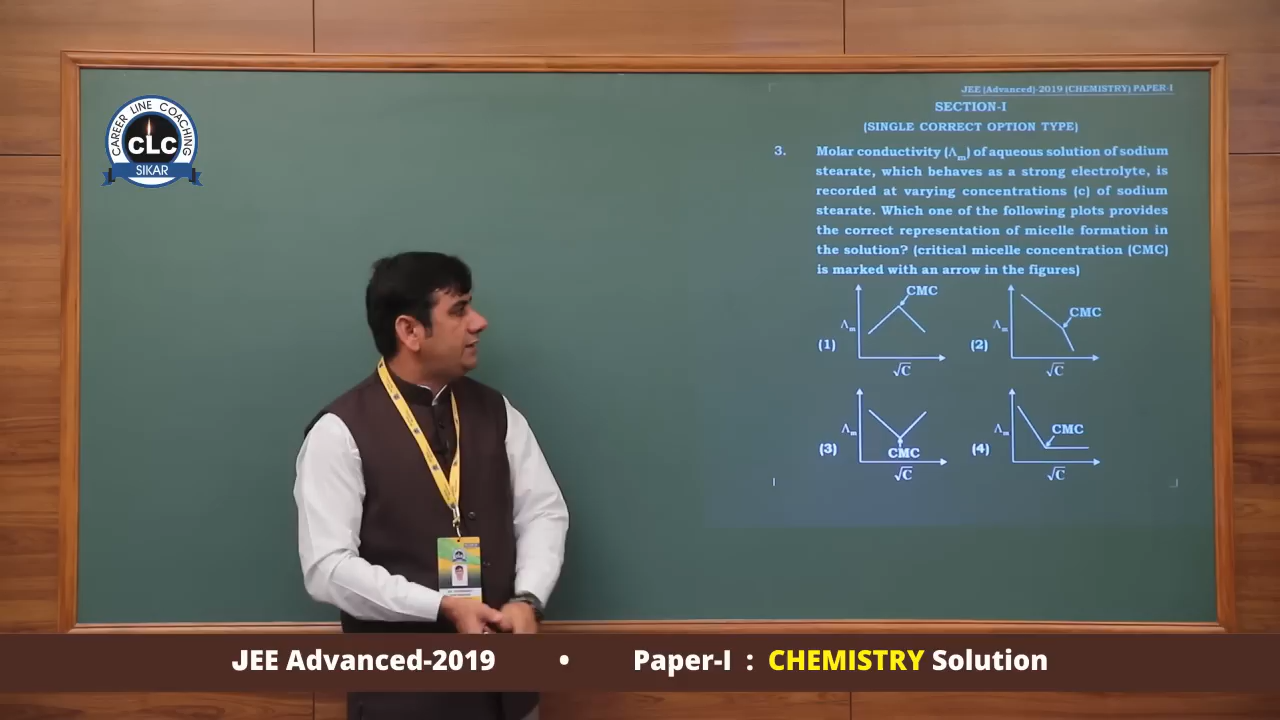 CAREER LINE COACHING
CLC
SIKAR
JEE (Advanced)-2019 (CHEMISTRY) PAPER-I
SECTION-I
(SINGLE CORRECT OPTION TYPE)
3. Molar conductivity (Λm) of aqueous solution of sodium
stearate, which behaves as a strong electrolyte, is
recorded at varying concentrations (c) of sodium
stearate. Which one of the following plots provides
the correct representation of micelle formation in
the solution? (critical micelle concentration (CMC)
is marked with an arrow in the figures)
(1) Λm CMC √C
(2) Λm CMC √C
(3) Λm CMC √C
(4) Λm CMC √C
JEE Advanced-2019 • Paper-I : CHEMISTRY Solution